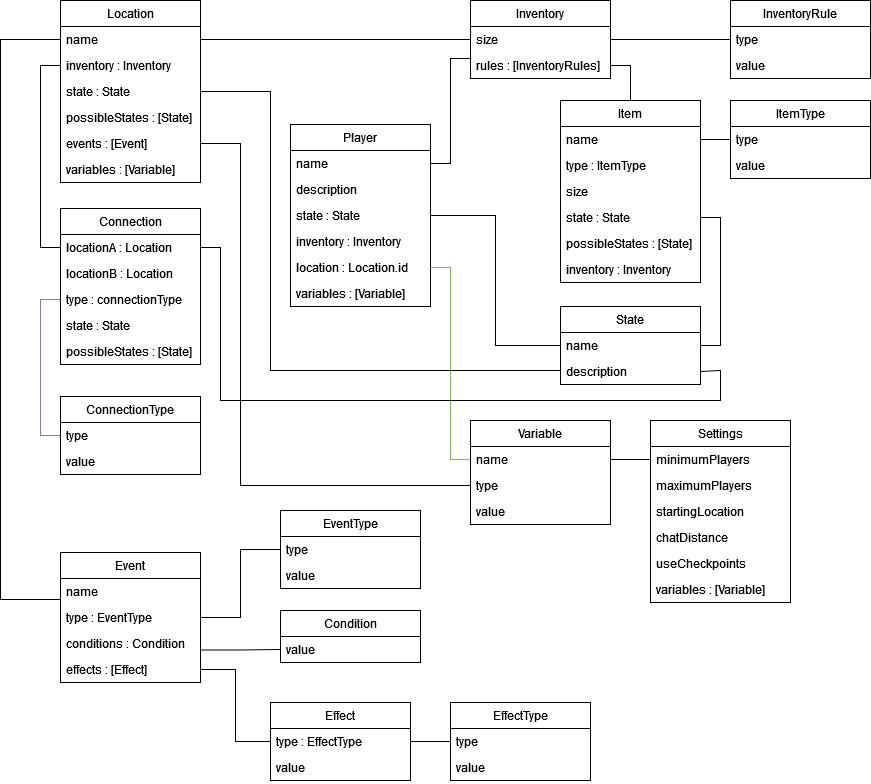 Location
name
inventory : Inventory
state : State
possibleStates : [State]
events : [Event]
variables : [Variable]
Inventory
size
rules : [InventoryRules]
InventoryRule
type
value
Player
name
description
state : State
inventory : Inventory
location : Location.id
variables : [Variable]
Item
name
type : ItemType
size
state : State
possibleStates : [State]
inventory : Inventory
ItemType
type
value
Connection
locationA : Location
locationB : Location
type : connectionType
state : State
possibleStates : [State]
State
name
description
ConnectionType
type
value
Variable
name
type
value
Settings
minimumPlayers
maximumPlayers
startingLocation
chatDistance
useCheckpoints
variables : [Variable]
Event
name
type : EventType
conditions : Condition
effects : [Effect]
EventType
type
value
Condition
value
Effect
type : EffectType
value
EffectType
type
value